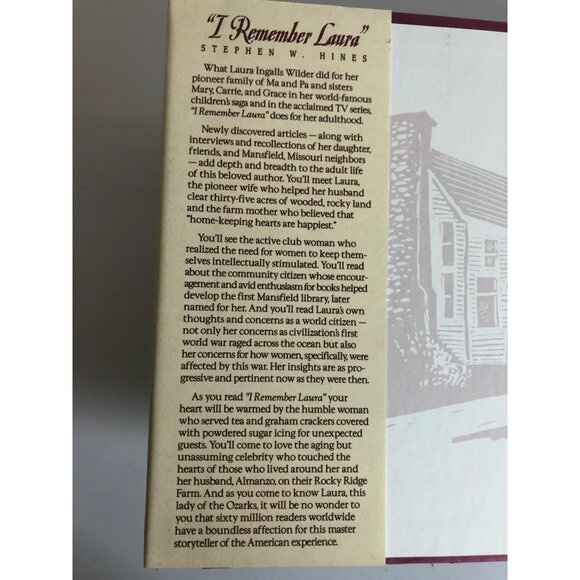 "I Remember Laura"
STEPHEN W. HINES
What Laura Ingalls Wilder did for her
pioneer family of Ma and Pa and sisters
Mary, Carrie, and Grace in her world-famous
children's saga and in the acclaimed TV series,
"I Remember Laura" does for her adulthood.
Newly discovered articles — along with
interviews and recollections of her daughter,
friends, and Mansfield, Missouri neighbors
— add depth and breadth to the adult life
of this beloved author. You'll meet Laura,
the pioneer wife who helped her husband
clear thirty-five acres of wooded, rocky land
and the farm mother who believed that
"home-keeping hearts are happiest."
You'll see the active club woman who
realized the need for women to keep them-
selves intellectually stimulated. You'll read
about the community citizen whose encour-
agement and avid enthusiasm for books helped
develop the first Mansfield library, later
named for her. And you'll read Laura's own
thoughts and concerns as a world citizen —
not only her concerns as civilization's first
world war raged across the ocean but also
her concerns for how women, specifically, were
affected by this war. Her insights are as pro-
gressive and pertinent now as they were then.
As you read "I Remember Laura" your
heart will be warmed by the humble woman
who served tea and graham crackers covered
with powdered sugar icing for unexpected
guests. You'll come to love the aging but
unassuming celebrity who touched the
hearts of those who lived around her and
her husband, Almanzo, on their Rocky Ridge
Farm. And as you come to know Laura, this
lady of the Ozarks, it will be no wonder to
you that sixty million readers worldwide
have a boundless affection for this master
storyteller of the American experience.